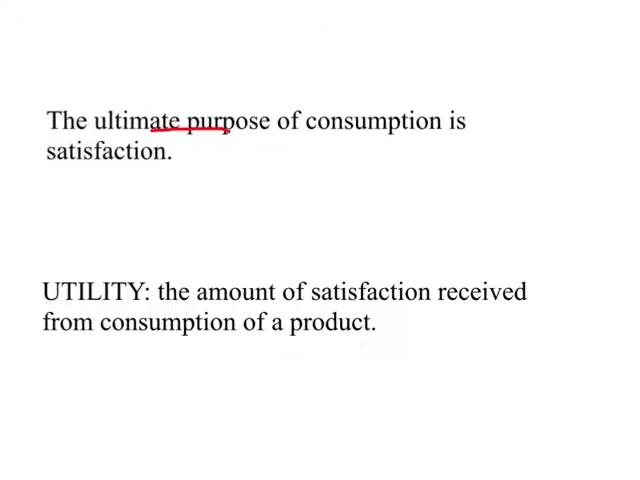 The ultimate purpose of consumption is
satisfaction.
UTILITY: the amount of satisfaction received
from consumption of a product.